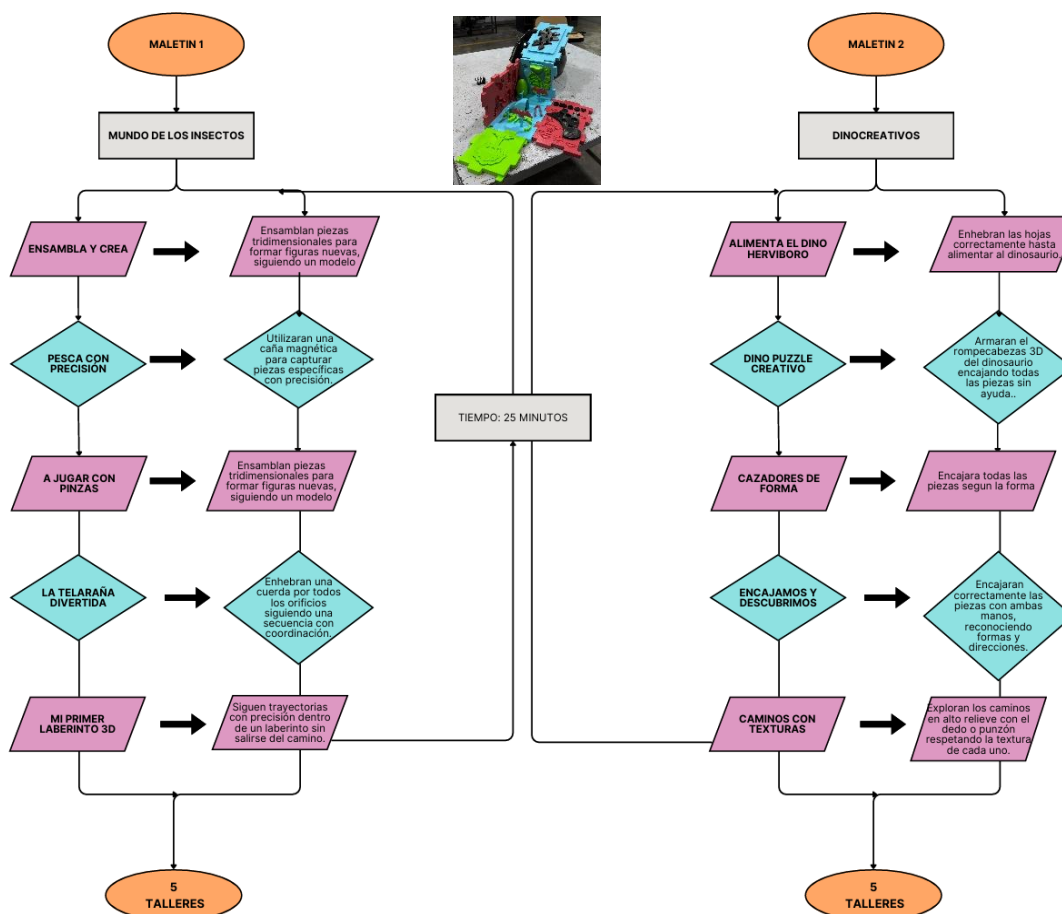 MALETIN 1
MUNDO DE LOS INSECTOS
ENSAMBLA Y CREA
Ensamblan piezas
tridimensionales para
formar figuras nuevas,
siguiendo un modelo
PESCA CON
PRECISIÓN
Utilizaran una
caña magnética
para capturar
piezas específicas
con precisión.
A JUGAR CON
PINZAS
Ensamblan piezas
tridimensionales para
formar figuras nuevas,
siguiendo un modelo
LA TELARAÑA
DIVERTIDA
Enhebran una
cuerda por todos
los orificios
siguiendo una
secuencia con
coordinación.
MI PRIMER
LABERINTO 3D
Siguen trayectorias
con precisión dentro
de un laberinto sin
salirse del camino.
5
TALLERES
TIEMPO: 25 MINUTOS
MALETIN 2
DINOCREATIVOS
ALIMENTA EL DINO
HERVIBORO
Enhebran las hojas
correctamente hasta
alimentar al dinosaurio,
DINO PUZZLE
CREATIVO
Armaran el
rompecabezas 3D
del dinosaurio
encajando todas
las piezas sin
ayuda..
CAZADORES DE
FORMA
Encajara todas las
piezas segun la forma
ENCAJAMOS Y
DESCUBRIMOS
Encajaran
correctamente las
piezas con ambas
manos,
reconociendo
formas y
direcciones.
CAMINOS CON
TEXTURAS
Exploran los caminos
en alto relieve con el
dedo o punzón
respetando la textura
de cada uno.
5
TALLERES